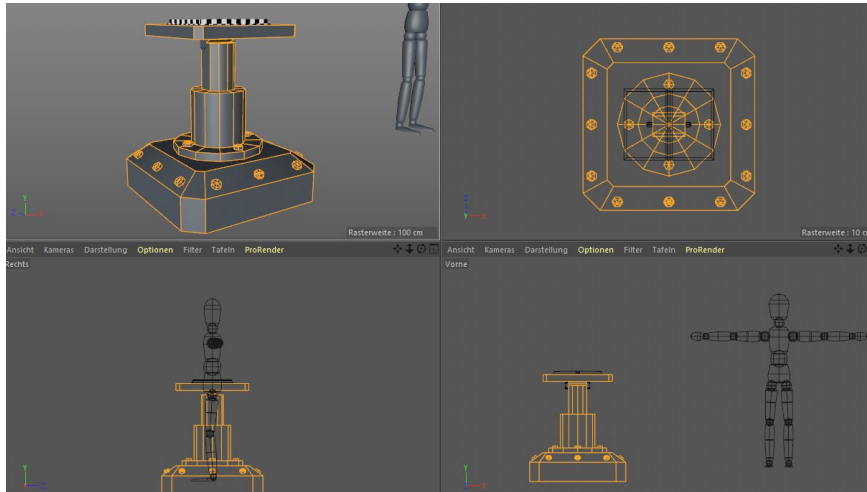 Y
Z X
Rasterweite : 100 cm
Y X
Rasterweite : 10 c
Ansicht Kameras Darstellung Optionen Filter Tafeln ProRender
Ansicht Kameras Darstellung Optionen Filter Tafeln ProRender
Rechts
Vorne
Y
Z
Y
X